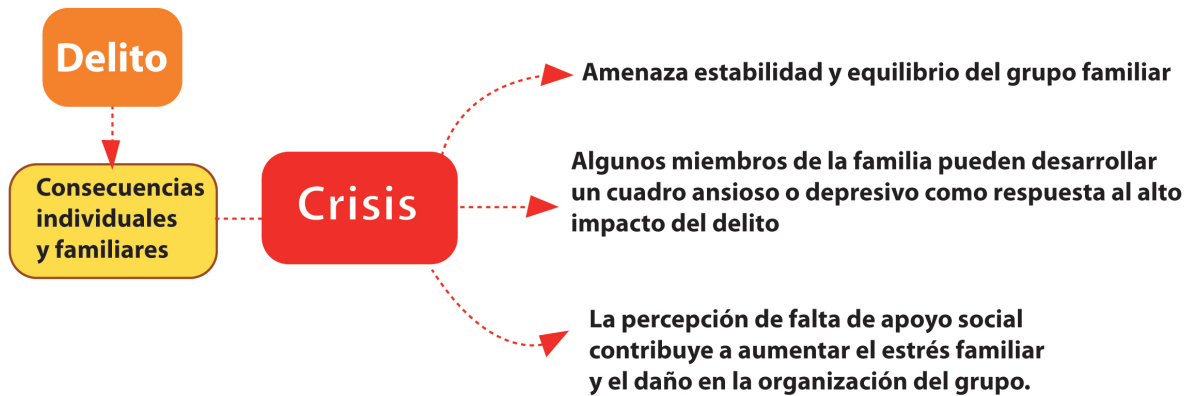 Delito
Consecuencias
individuales
y familiares
Crisis
Amenaza estabilidad y equilibrio del grupo familiar
Algunos miembros de la familia pueden desarrollar
un cuadro ansioso o depresivo como respuesta al alto
impacto del delito
La percepción de falta de apoyo social
contribuye a aumentar el estrés familiar
y el daño en la organización del grupo.